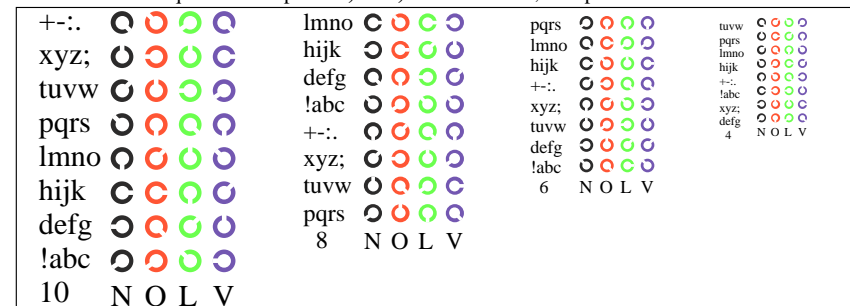 +-:.
xyz;
tuvw
pqrs
lmno
hijk
defg
!abc
10 N O L V
lmno
hijk
defg
!abc
+-:.
xyz;
tuvw
pqrs
8 N O L V
pqrs
lmno
hijk
+-:.
xyz;
tuvw
defg
!abc
6 N O L V
tuvw
pqrs
lmno
hijk
+-:.
!abc
xyz;
defg
4 N O L V